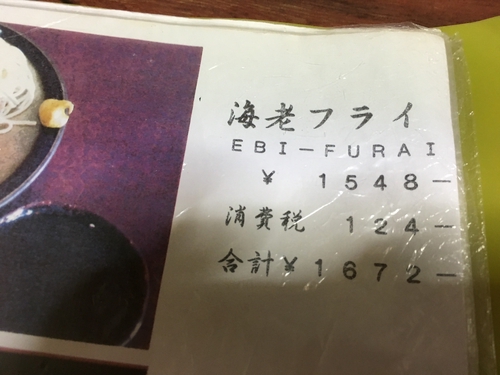 海老フライ
EBI-FURAI
¥ 1548-
消費税 124-
合計¥1672-